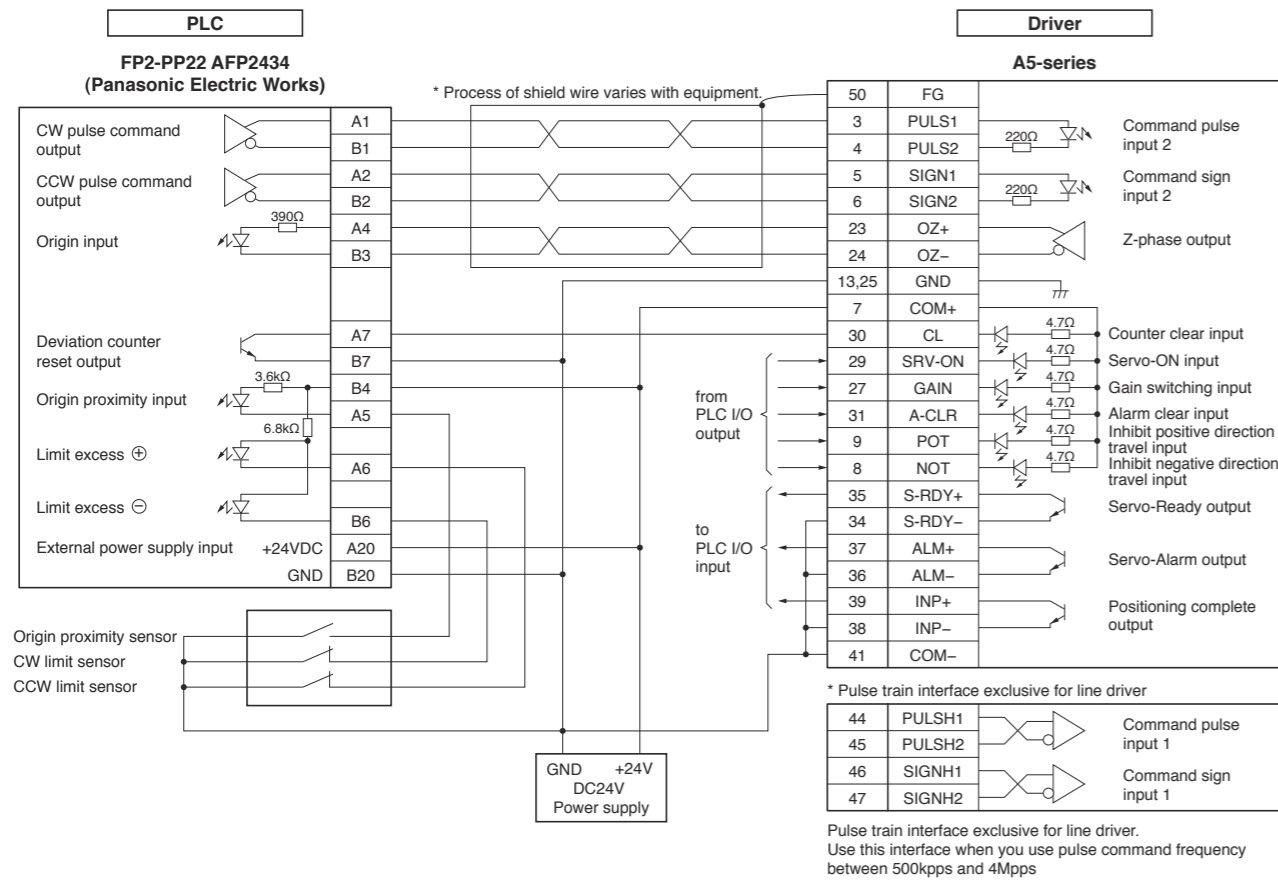 PLC
FP2-PP22 AFP2434
(Panasonic Electric Works)
CW pulse command
output
CCW pulse command
output
Origin input
Deviation counter
reset output
Origin proximity input
Limit excess ⊕
Limit excess ⊖
External power supply input +24VDC
GND
390Ω
3.6kΩ
6.8kΩ
A1
B1
A2
B2
A4
B3
A7
B7
B4
A5
A6
B6
A20
B20
Origin proximity sensor
CW limit sensor
CCW limit sensor
* Process of shield wire varies with equipment.
from
PLC I/O
output
to
PLC I/O
input
GND +24V
DC24V
Power supply
Driver
A5-series
50 FG
3 PULS1
4 PULS2
5 SIGN1
6 SIGN2
23 OZ+
24 OZ−
13,25 GND
7 COM+
30 CL
29 SRV-ON
27 GAIN
31 A-CLR
9 POT
8 NOT
35 S-RDY+
34 S-RDY−
37 ALM+
36 ALM−
39 INP+
38 INP−
41 COM−
220Ω
220Ω
4.7Ω
4.7Ω
4.7Ω
4.7Ω
4.7Ω
4.7Ω
Command pulse
input 2
Command sign
input 2
Z-phase output
Counter clear input
Servo-ON input
Gain switching input
Alarm clear input
Inhibit positive direction
travel input
Inhibit negative direction
travel input
Servo-Ready output
Servo-Alarm output
Positioning complete
output
* Pulse train interface exclusive for line driver
44 PULSH1
45 PULSH2
46 SIGNH1
47 SIGNH2
Command pulse
input 1
Command sign
input 1
Pulse train interface exclusive for line driver.
Use this interface when you use pulse command frequency
between 500kpps and 4Mpps